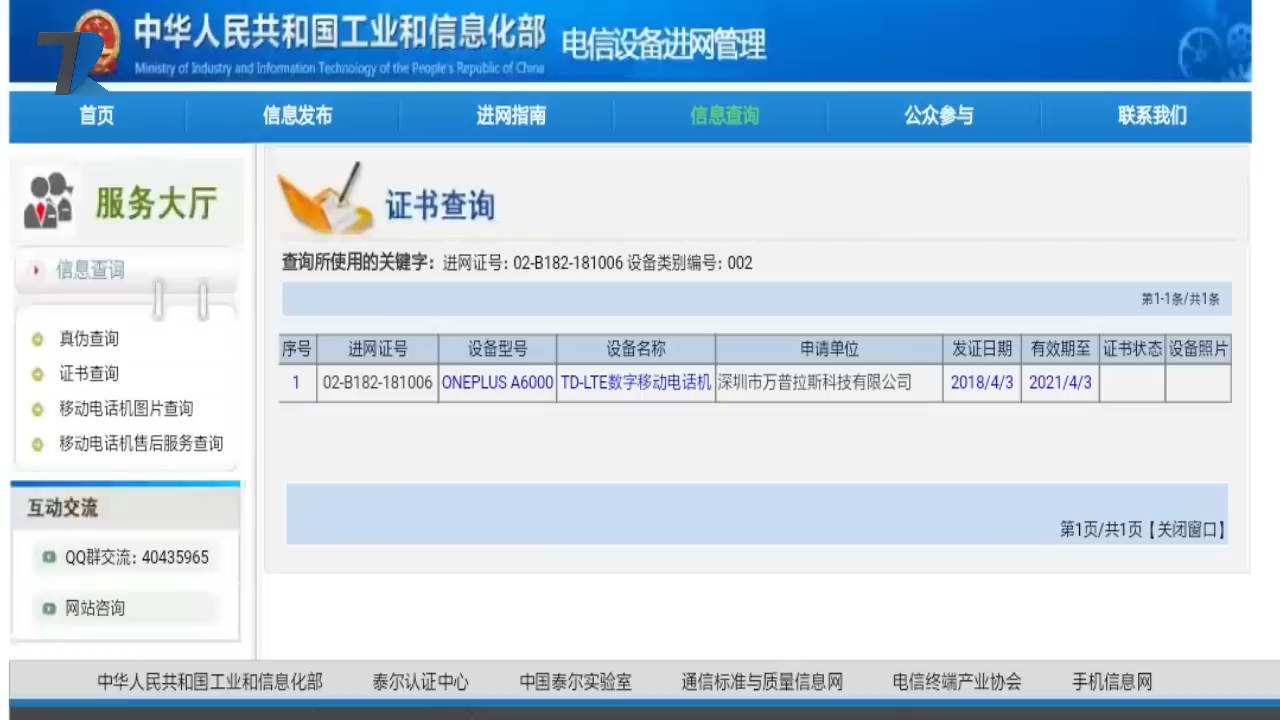 中华人民共和国工业和信息化部 电信设备进网管理
Ministry of Industry and Information Technology of the People's Republic of China
TR
首页 信息发布 进网指南 信息查询 公众参与 联系我们
服务大厅
信息查询
真伪查询
证书查询
移动电话机图片查询
移动电话机售后服务查询
互动交流
QQ群交流: 40435965
网站咨询
证书查询
查询所使用的关键字: 进网证号: 02-B182-181006 设备类别编号: 002
第1-1条/共1条
序号 进网证号 设备型号 设备名称 申请单位 发证日期 有效期至 证书状态 设备照片
1 02-B182-181006 ONEPLUS A6000 TD-LTE数字移动电话机 深圳市万普拉斯科技有限公司 2018/4/3 2021/4/3
第1页/共1页【关闭窗口】
中华人民共和国工业和信息化部 泰尔认证中心 中国泰尔实验室 通信标准与质量信息网 电信终端产业协会 手机信息网